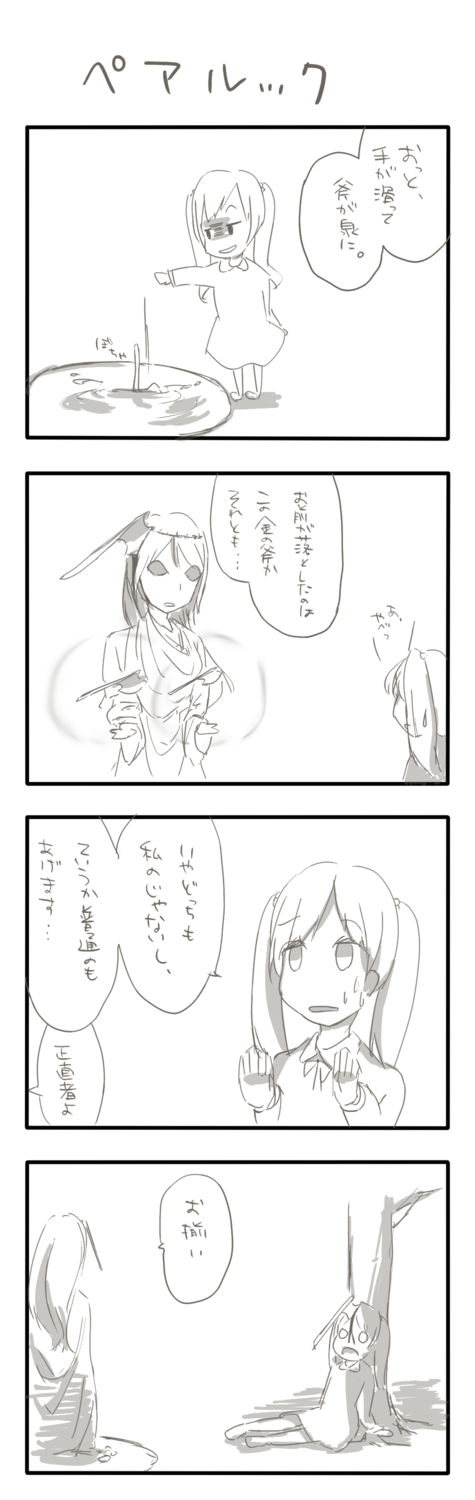 ペアルック
おっと、
手が滑って
斧が泉に。
ぼちゃ
お前が落としたのは
この金の斧か
それとも…
あ、
やべっ
いやどっちも
私のじゃないし、
ていうか普通のも
あげます…
正直者よ
お揃い